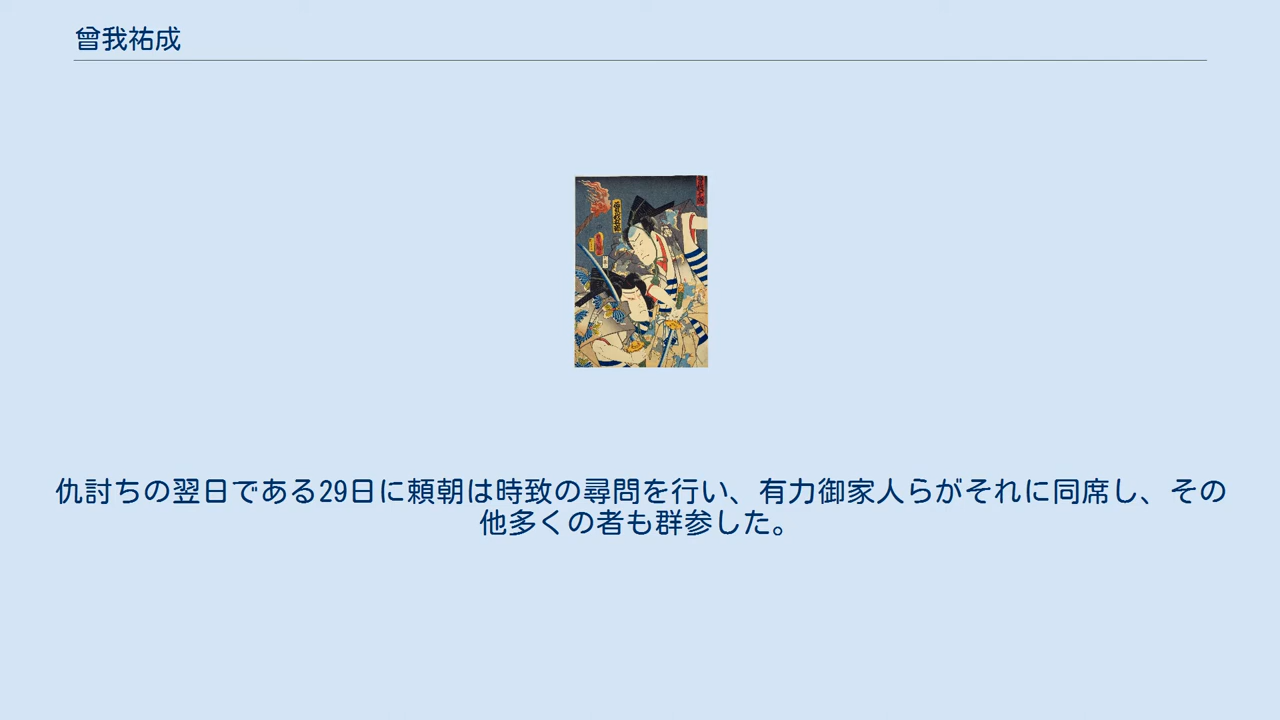 曾我祐成
仇討ちの翌日である29日に頼朝は時致の尋問を行い、有力御家人らがそれに同席し、その
他多くの者も群参した。